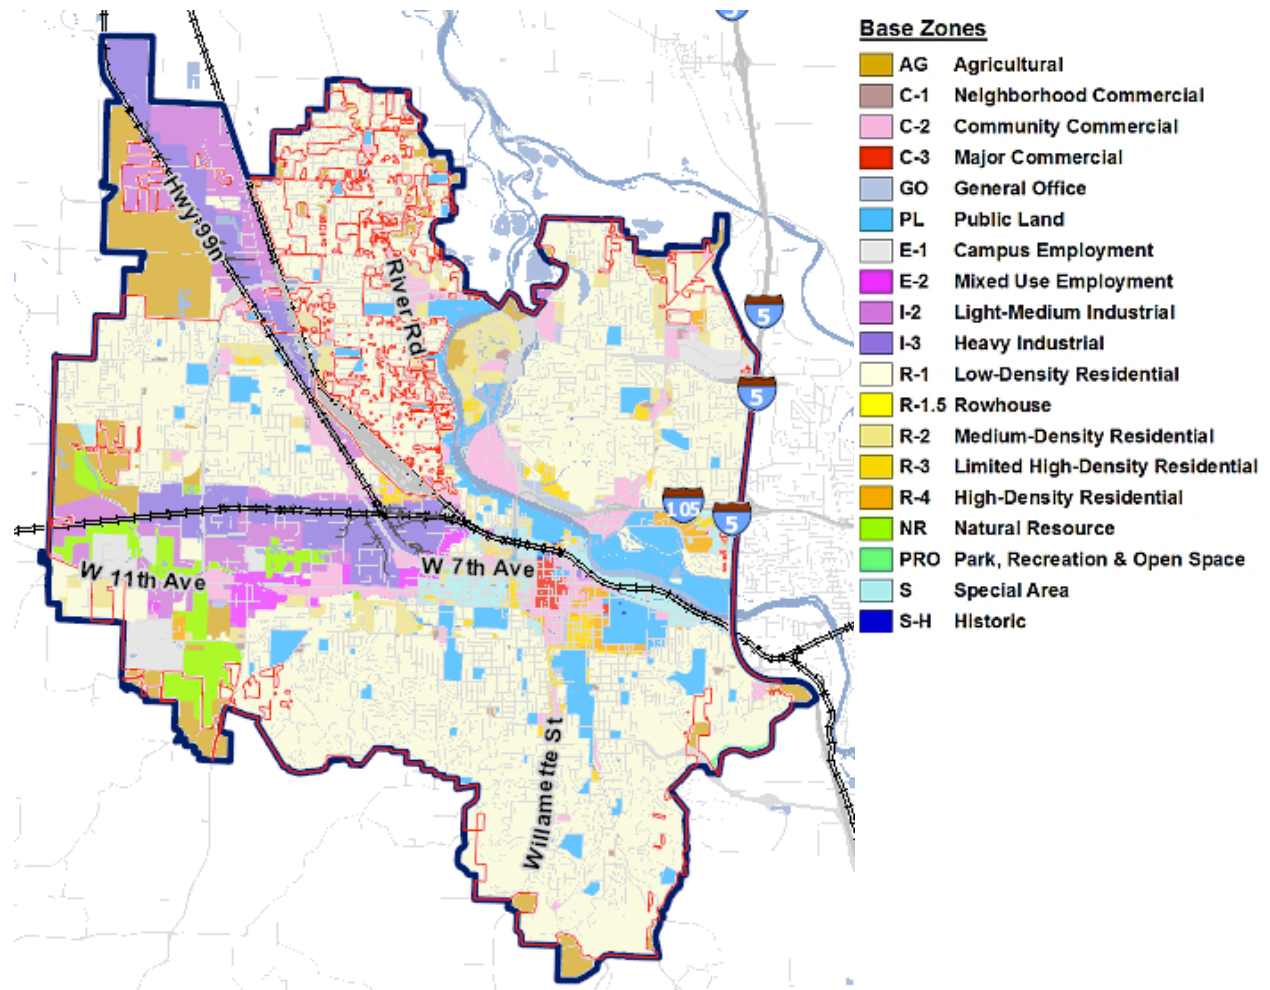 Base Zones
AG Agricultural
C-1 Neighborhood Commercial
C-2 Community Commercial
C-3 Major Commercial
GO General Office
PL Public Land
E-1 Campus Employment
E-2 Mixed Use Employment
I-2 Light-Medium Industrial
I-3 Heavy Industrial
R-1 Low-Density Residential
R-1.5 Rowhouse
R-2 Medium-Density Residential
R-3 Limited High-Density Residential
R-4 High-Density Residential
NR Natural Resource
PRO Park, Recreation & Open Space
S Special Area
S-H Historic
5
Hwy 99n
River Rd
5
5
105
5
W 11th Ave
W 7th Ave
Willamette St